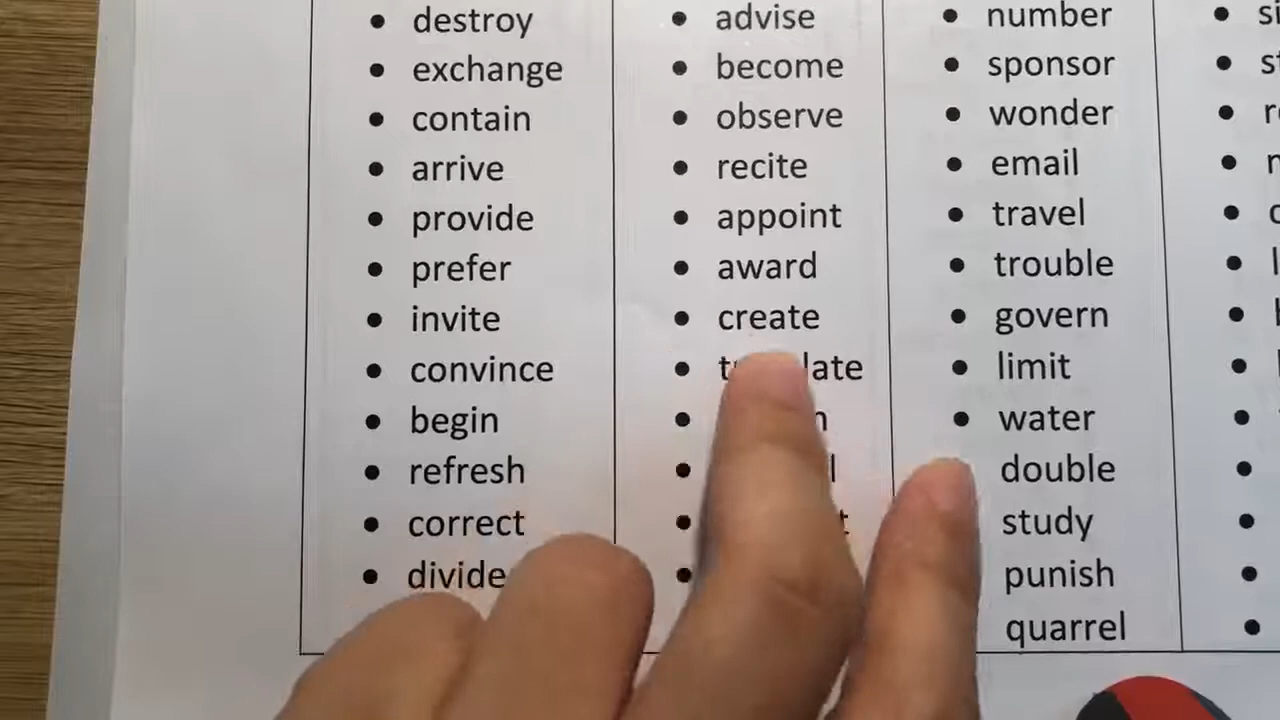 destroy
exchange
contain
arrive
provide
prefer
invite
convince
begin
refresh
correct
divide
advise
become
observe
recite
appoint
award
create
number
sponsor
wonder
email
travel
trouble
govern
limit
water
double
study
punish
quarrel